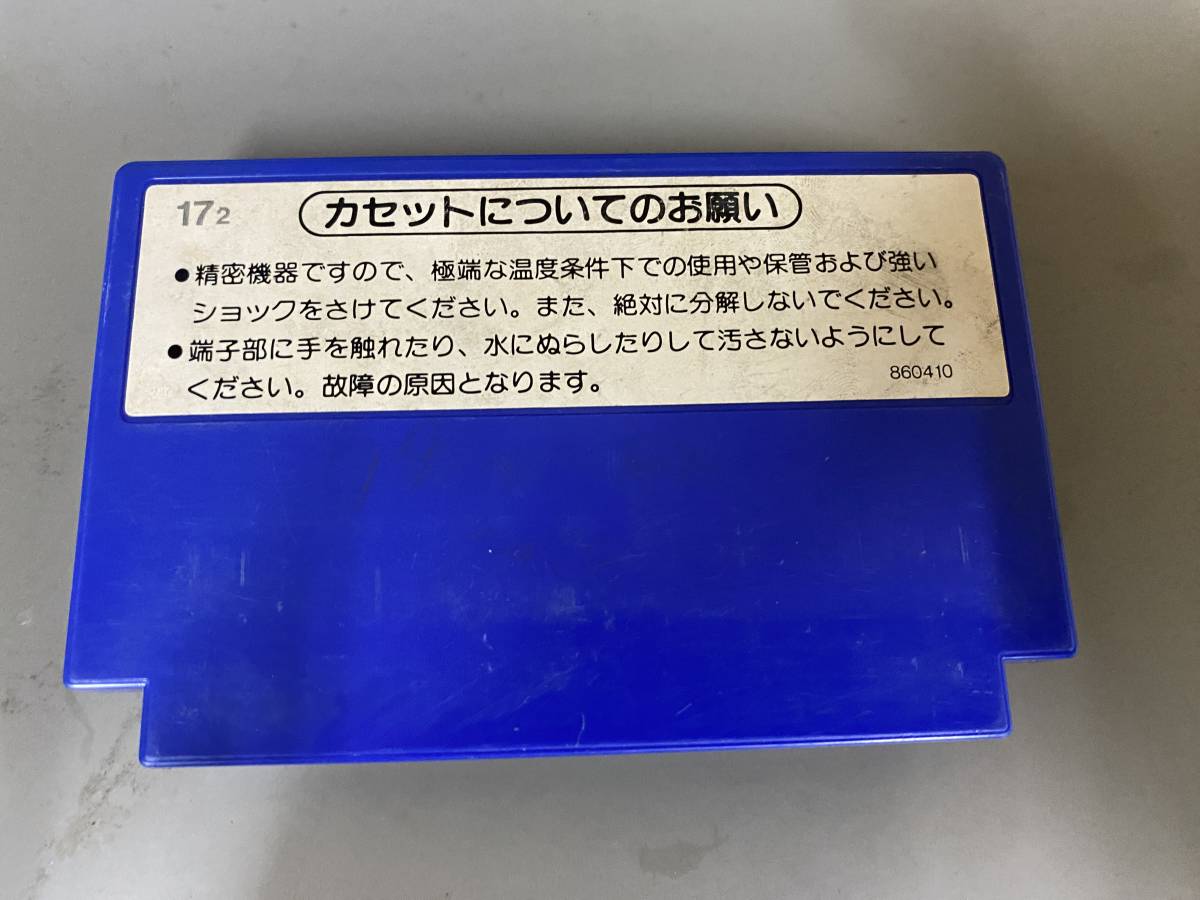 172
カセットについてのお願い
●精密機器ですので、極端な温度条件下での使用や保管および強い
ショックをさけてください。また、絶対に分解しないでください。
●端子部に手を触れたり、水にぬらしたりして汚さないようにして
ください。故障の原因となります。
860410